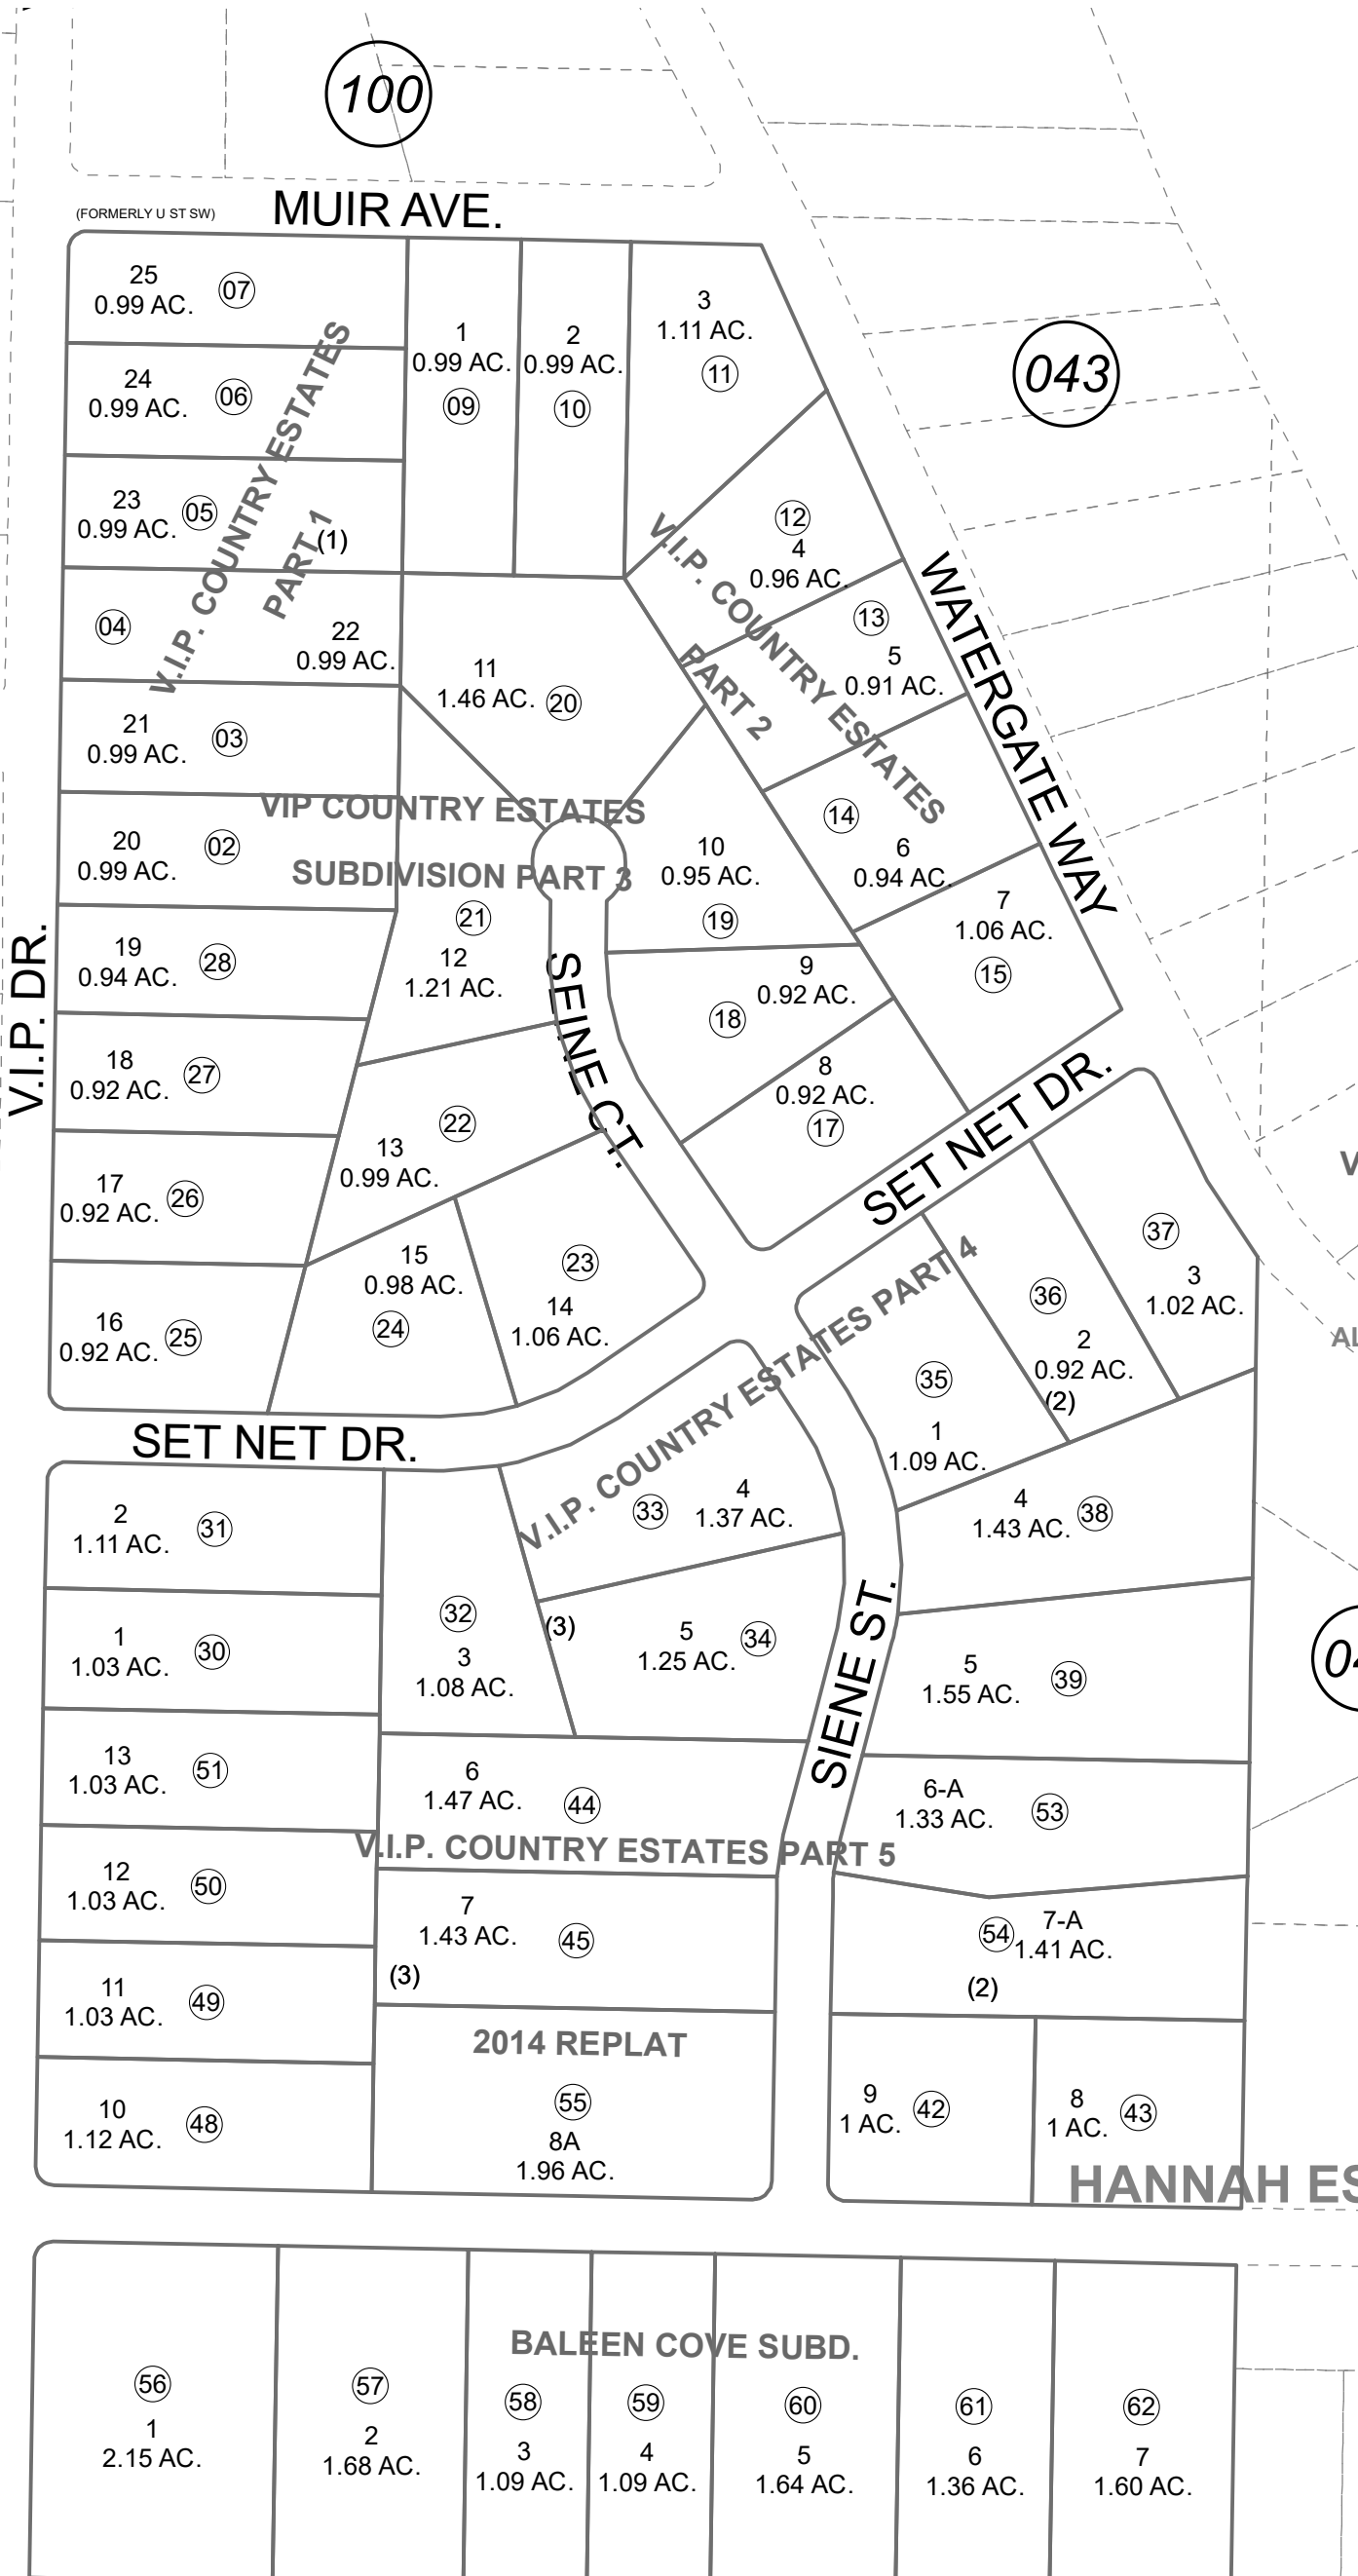 100
(FORMERLY U ST SW)
MUIR AVE.
25
0.99 AC.
07
24
0.99 AC.
06
23
0.99 AC.
05
(1)
04
22
0.99 AC.
21
0.99 AC.
03
20
0.99 AC.
02
19
0.94 AC.
28
18
0.92 AC.
27
17
0.92 AC.
26
16
0.92 AC.
25
V.I.P. DR.
V.I.P. COUNTRY ESTATES
PART 1
1
0.99 AC.
09
2
0.99 AC.
10
3
1.11 AC.
11
043
12
4
0.96 AC.
13
5
0.91 AC.
14
6
0.94 AC.
7
1.06 AC.
15
V.I.P. COUNTRY ESTATES
PART 2
WATERGATE WAY
11
1.46 AC.
20
VIP COUNTRY ESTATES
SUBDIVISION PART 3
10
0.95 AC.
19
21
12
1.21 AC.
9
0.92 AC.
18
8
0.92 AC.
17
SEINE CT.
22
13
0.99 AC.
15
0.98 AC.
24
23
14
1.06 AC.
SET NET DR.
SET NET DR.
V.I.P. COUNTRY ESTATES PART 4
37
3
1.02 AC.
36
2
0.92 AC.
(2)
35
1
1.09 AC.
AL
2
1.11 AC.
31
1
1.03 AC.
30
13
1.03 AC.
51
12
1.03 AC.
50
11
1.03 AC.
49
10
1.12 AC.
48
33
4
1.37 AC.
32
3
1.08 AC.
(3)
5
1.25 AC.
34
SIENE ST.
4
1.43 AC.
38
5
1.55 AC.
39
6
1.47 AC.
44
6-A
1.33 AC.
53
V.I.P. COUNTRY ESTATES PART 5
7
1.43 AC.
45
(3)
54
7-A
1.41 AC.
(2)
2014 REPLAT
55
8A
1.96 AC.
9
1 AC.
42
8
1 AC.
43
HANNAH ES
BALEEN COVE SUBD.
56
1
2.15 AC.
57
2
1.68 AC.
58
3
1.09 AC.
59
4
1.09 AC.
60
5
1.64 AC.
61
6
1.36 AC.
62
7
1.60 AC.